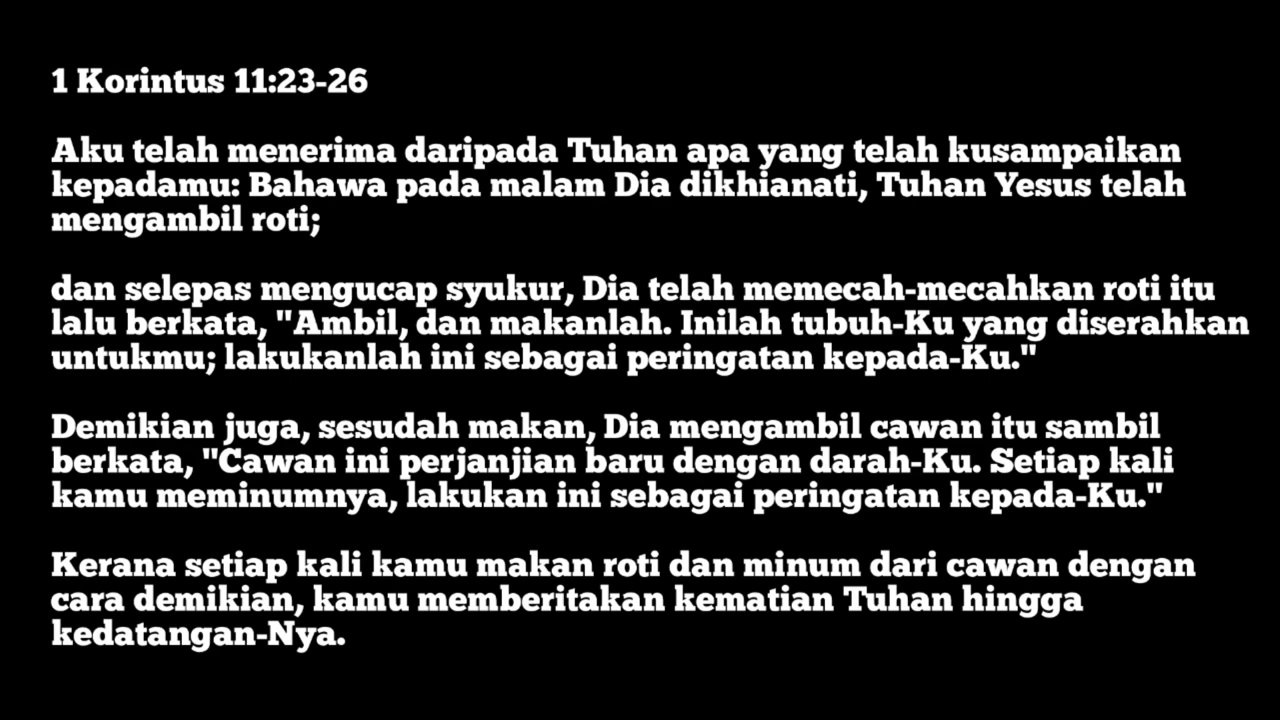 1 Korintus 11:23-26
Aku telah menerima daripada Tuhan apa yang telah kusampaikan
kepadamu: Bahawa pada malam Dia dikhianati, Tuhan Yesus telah
mengambil roti;
dan selepas mengucap syukur, Dia telah memecah-mecahkan roti itu
lalu berkata, "Ambil, dan makanlah. Inilah tubuh-Ku yang diserahkan
untukmu; lakukanlah ini sebagai peringatan kepada-Ku."
Demikian juga, sesudah makan, Dia mengambil cawan itu sambil
berkata, "Cawan ini perjanjian baru dengan darah-Ku. Setiap kali
kamu meminumnya, lakukan ini sebagai peringatan kepada-Ku."
Kerana setiap kali kamu makan roti dan minum dari cawan dengan
cara demikian, kamu memberitakan kematian Tuhan hingga
kedatangan-Nya.